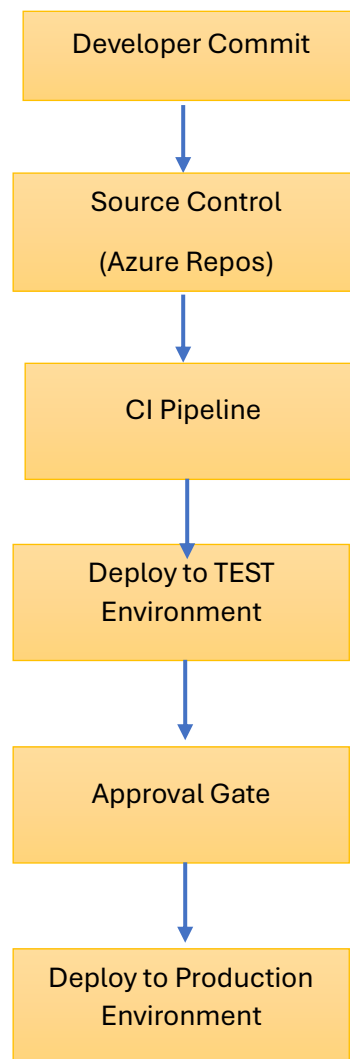 Developer Commit
Source Control
(Azure Repos)
CI Pipeline
Deploy to TEST
Environment
Approval Gate
Deploy to Production
Environment